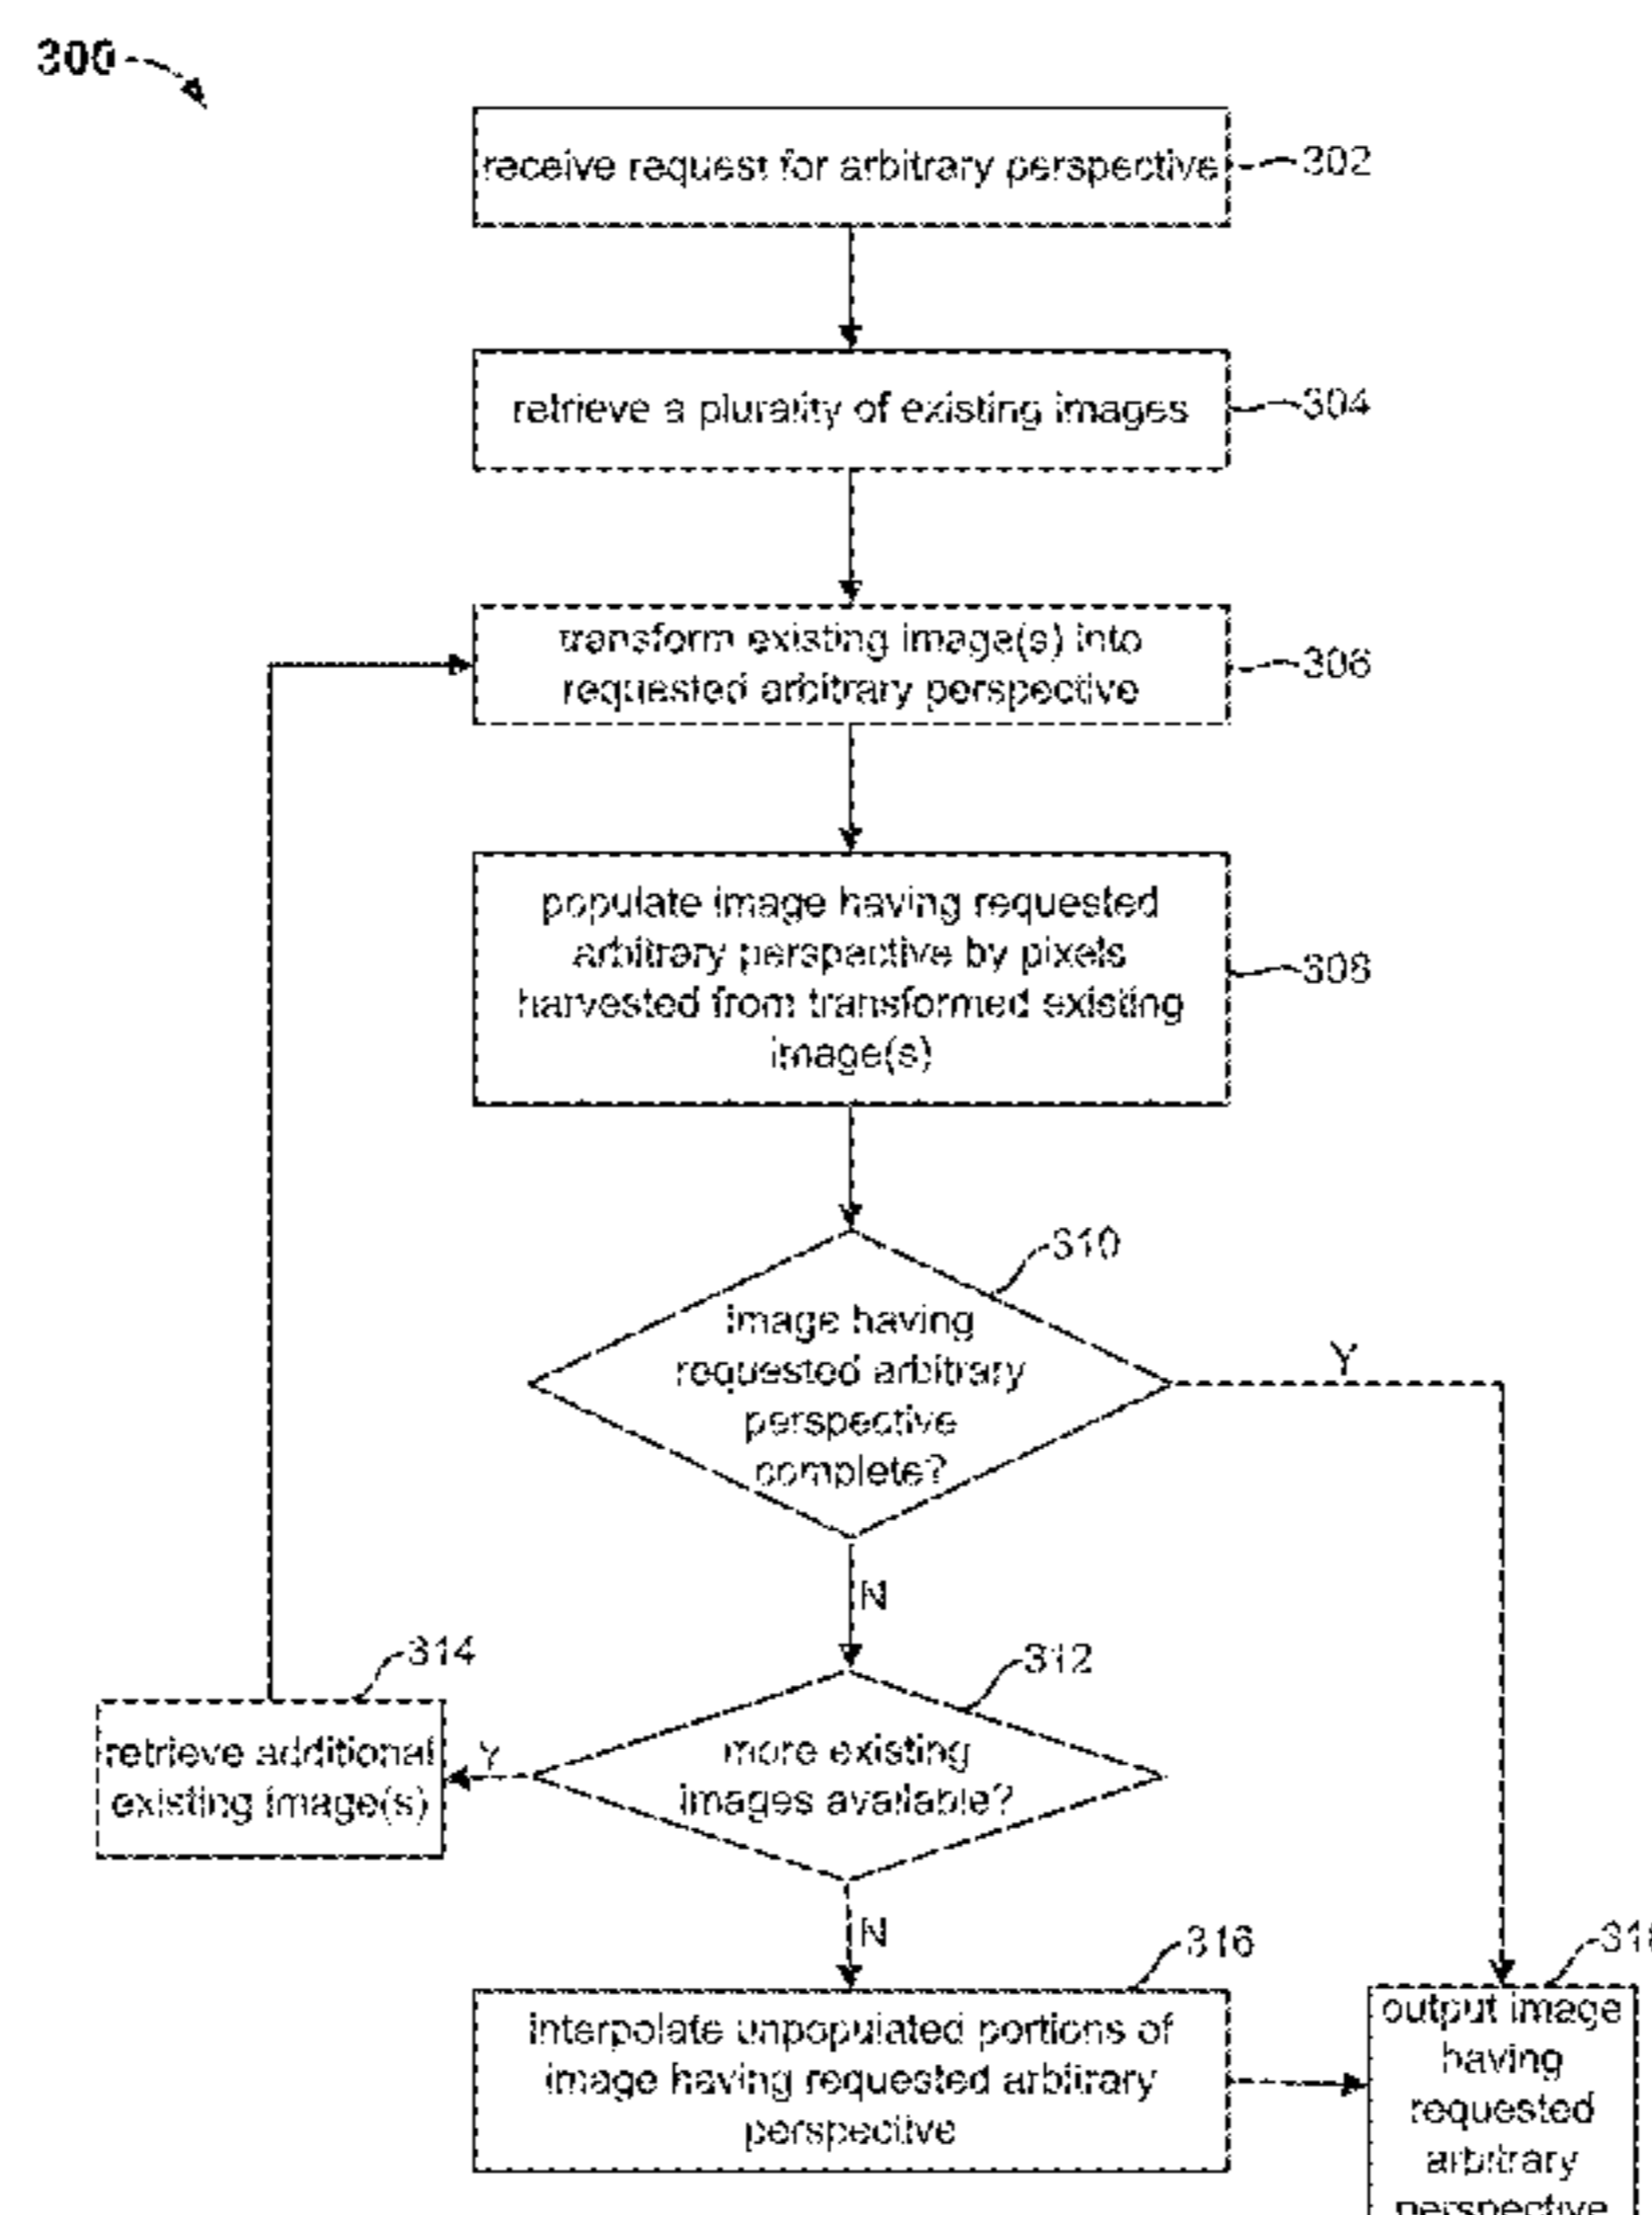 300
receive request for arbitrary perspective
302
retrieve a plurality of existing images
304
transform existing image(s) into
requested arbitrary perspective
306
populate image having requested
arbitrary perspective by pixels
harvested from transformed existing
image(s)
308
310
image having
requested arbitrary
perspective
complete?
Y
N
314
312
retrieve additional
existing image(s)
Y
more existing
images available?
N
316
interpolate unpopulated portions of
image having requested arbitrary
perspective
output image
having
requested
arbitrary
perspective